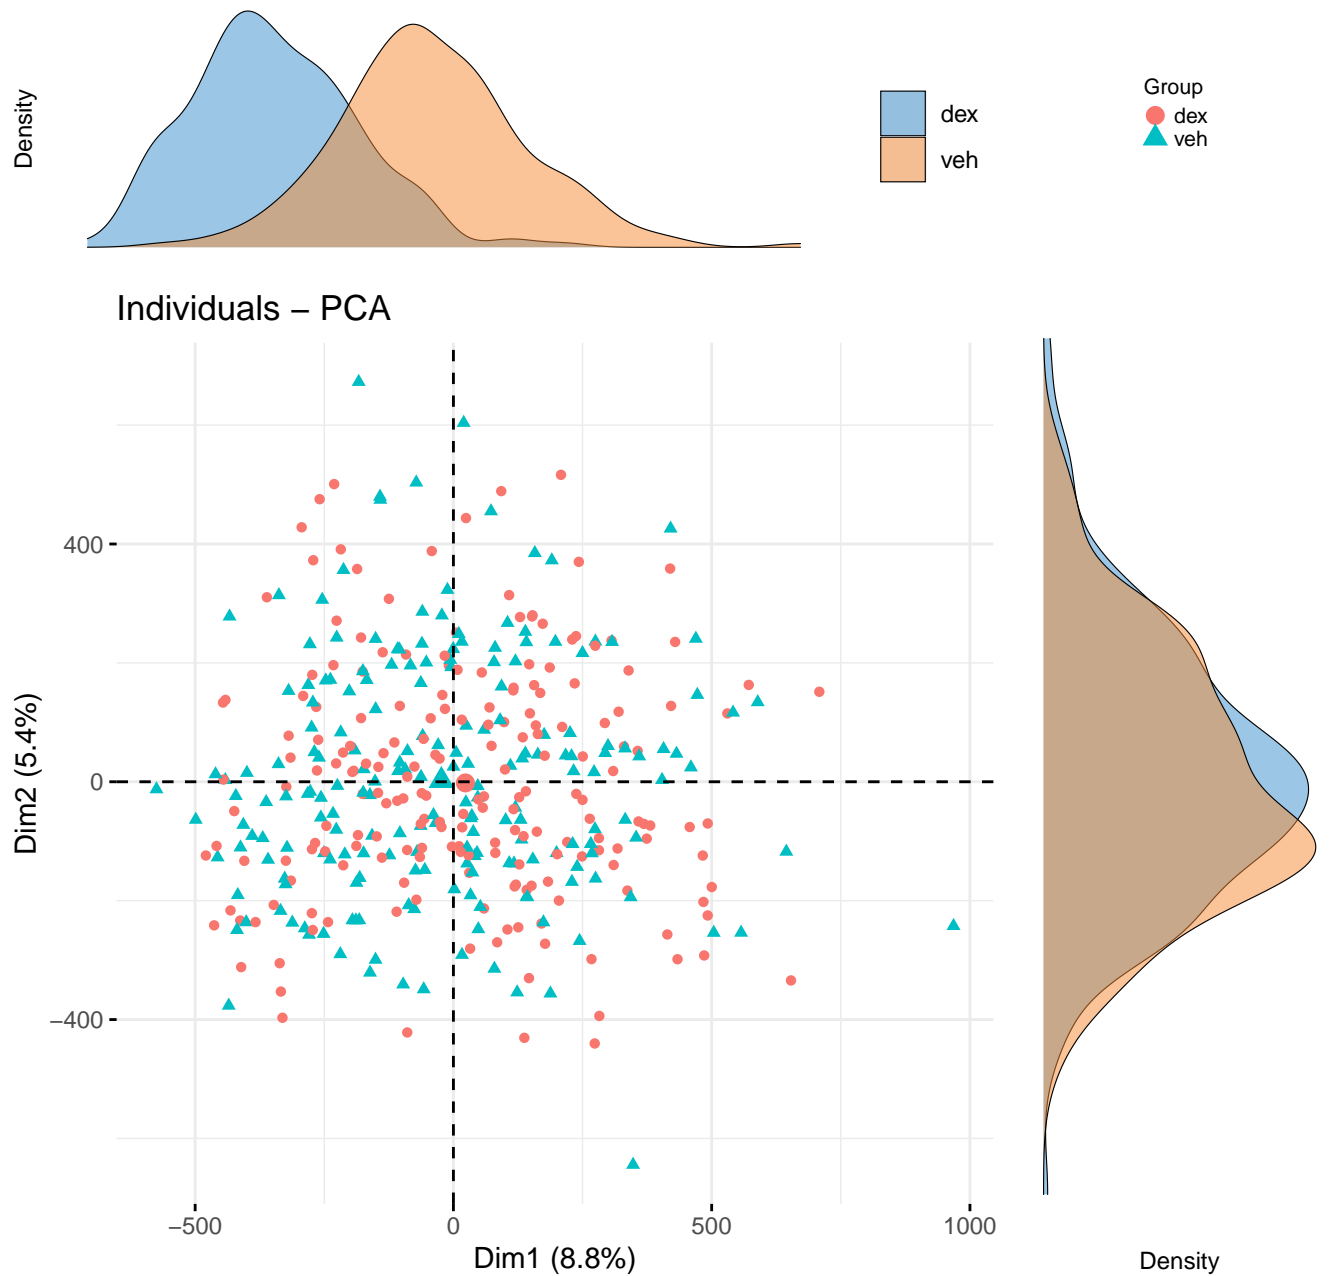 Density
dex
veh
Group
dex
veh
Individuals − PCA
Dim2 (5.4%)
400
0
−400
−500
0
500
1000
Dim1 (8.8%)
Density